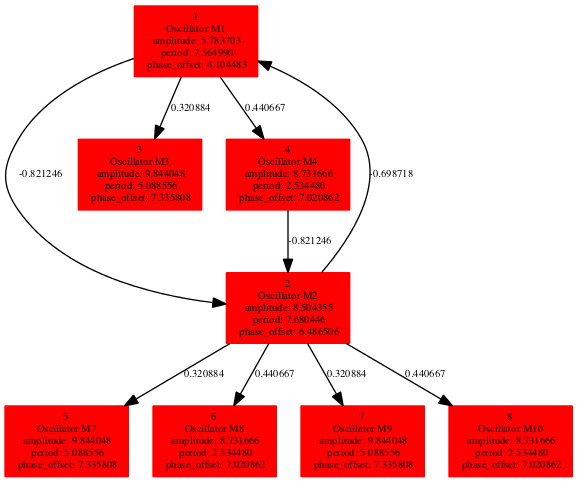 1
Oscillator M1
amplitude: 5.783703
period: 7.564990
phase_offset: 4.104483
0.320884
0.440667
-0.821246
-0.698718
3
Oscillator M3
amplitude: 9.844048
period: 5.088556
phase_offset: 7.335808
4
Oscillator M4
amplitude: 8.731666
period: 2.534480
phase_offset: 7.020862
-0.821246
2
Oscillator M2
amplitude: 8.504355
period: 7.680446
phase_offset: 6.486506
0.320884
0.440667
0.320884
0.440667
5
Oscillator M7
amplitude: 9.844048
period: 5.088556
phase_offset: 7.335808
6
Oscillator M8
amplitude: 8.731666
period: 2.534480
phase_offset: 7.020862
7
Oscillator M9
amplitude: 9.844048
period: 5.088556
phase_offset: 7.335808
8
Oscillator M10
amplitude: 8.731666
period: 2.534480
phase_offset: 7.020862